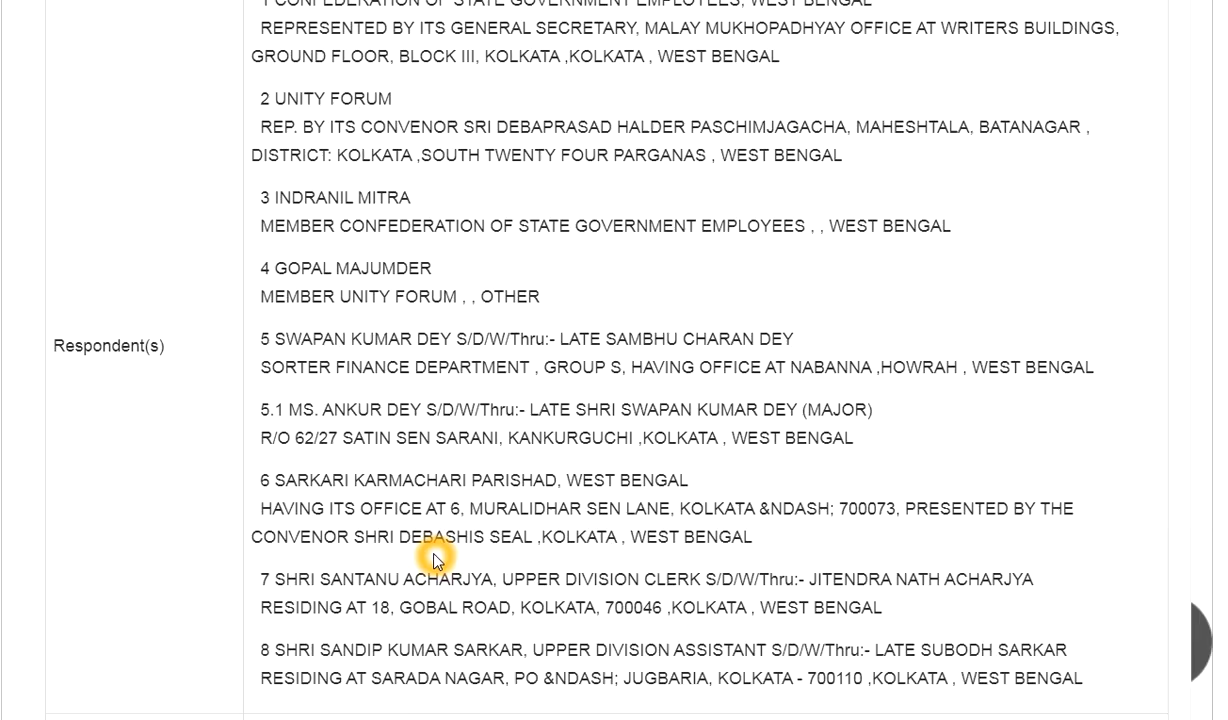 1 CONFEDERATION OF STATE GOVERNMENT EMPLOYEES, WEST BENGAL
REPRESENTED BY ITS GENERAL SECRETARY, MALAY MUKHOPADHYAY OFFICE AT WRITERS BUILDINGS,
GROUND FLOOR, BLOCK III, KOLKATA ,KOLKATA , WEST BENGAL
2 UNITY FORUM
REP. BY ITS CONVENOR SRI DEBAPRASAD HALDER PASCHIMJAGACHA, MAHESHTALA, BATANAGAR ,
DISTRICT: KOLKATA ,SOUTH TWENTY FOUR PARGANAS , WEST BENGAL
3 INDRANIL MITRA
MEMBER CONFEDERATION OF STATE GOVERNMENT EMPLOYEES , , WEST BENGAL
4 GOPAL MAJUMDER
MEMBER UNITY FORUM , , OTHER
Respondent(s)
5 SWAPAN KUMAR DEY S/D/W/Thru:- LATE SAMBHU CHARAN DEY
SORTER FINANCE DEPARTMENT , GROUP S, HAVING OFFICE AT NABANNA ,HOWRAH , WEST BENGAL
5.1 MS. ANKUR DEY S/D/W/Thru:- LATE SHRI SWAPAN KUMAR DEY (MAJOR)
R/O 62/27 SATIN SEN SARANI, KANKURGUCHI ,KOLKATA , WEST BENGAL
6 SARKARI KARMACHARI PARISHAD, WEST BENGAL
HAVING ITS OFFICE AT 6, MURALIDHAR SEN LANE, KOLKATA &NDASH; 700073, PRESENTED BY THE
CONVENOR SHRI DEBASHIS SEAL ,KOLKATA , WEST BENGAL
7 SHRI SANTANU ACHARJYA, UPPER DIVISION CLERK S/D/W/Thru:- JITENDRA NATH ACHARJYA
RESIDING AT 18, GOBAL ROAD, KOLKATA, 700046 ,KOLKATA , WEST BENGAL
8 SHRI SANDIP KUMAR SARKAR, UPPER DIVISION ASSISTANT S/D/W/Thru:- LATE SUBODH SARKAR
RESIDING AT SARADA NAGAR, PO &NDASH; JUGBARIA, KOLKATA - 700110 ,KOLKATA , WEST BENGAL